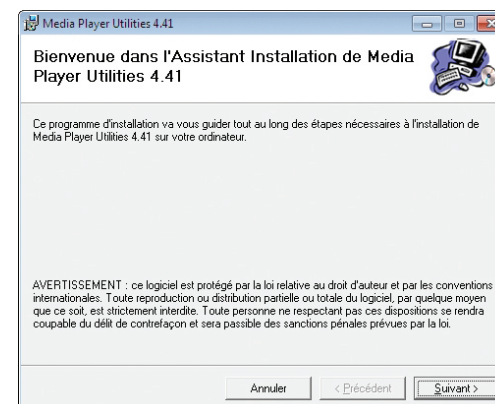 Media Player Utilities 4.41
Bienvenue dans l'Assistant Installation de Media
Player Utilities 4.41
Ce programme d'installation va vous guider tout au long des étapes nécessaires à l'installation de
Media Player Utilities 4.41 sur votre ordinateur.
AVERTISSEMENT : ce logiciel est protégé par la loi relative au droit d'auteur et par les conventions
internationales. Toute reproduction ou distribution partielle ou totale du logiciel, par quelque moyen
que ce soit, est strictement interdite. Toute personne ne respectant pas ces dispositions se rendra
coupable du délit de contrefaçon et sera passible des sanctions pénales prévues par la loi.
Annuler
< Précédent
Suivant >